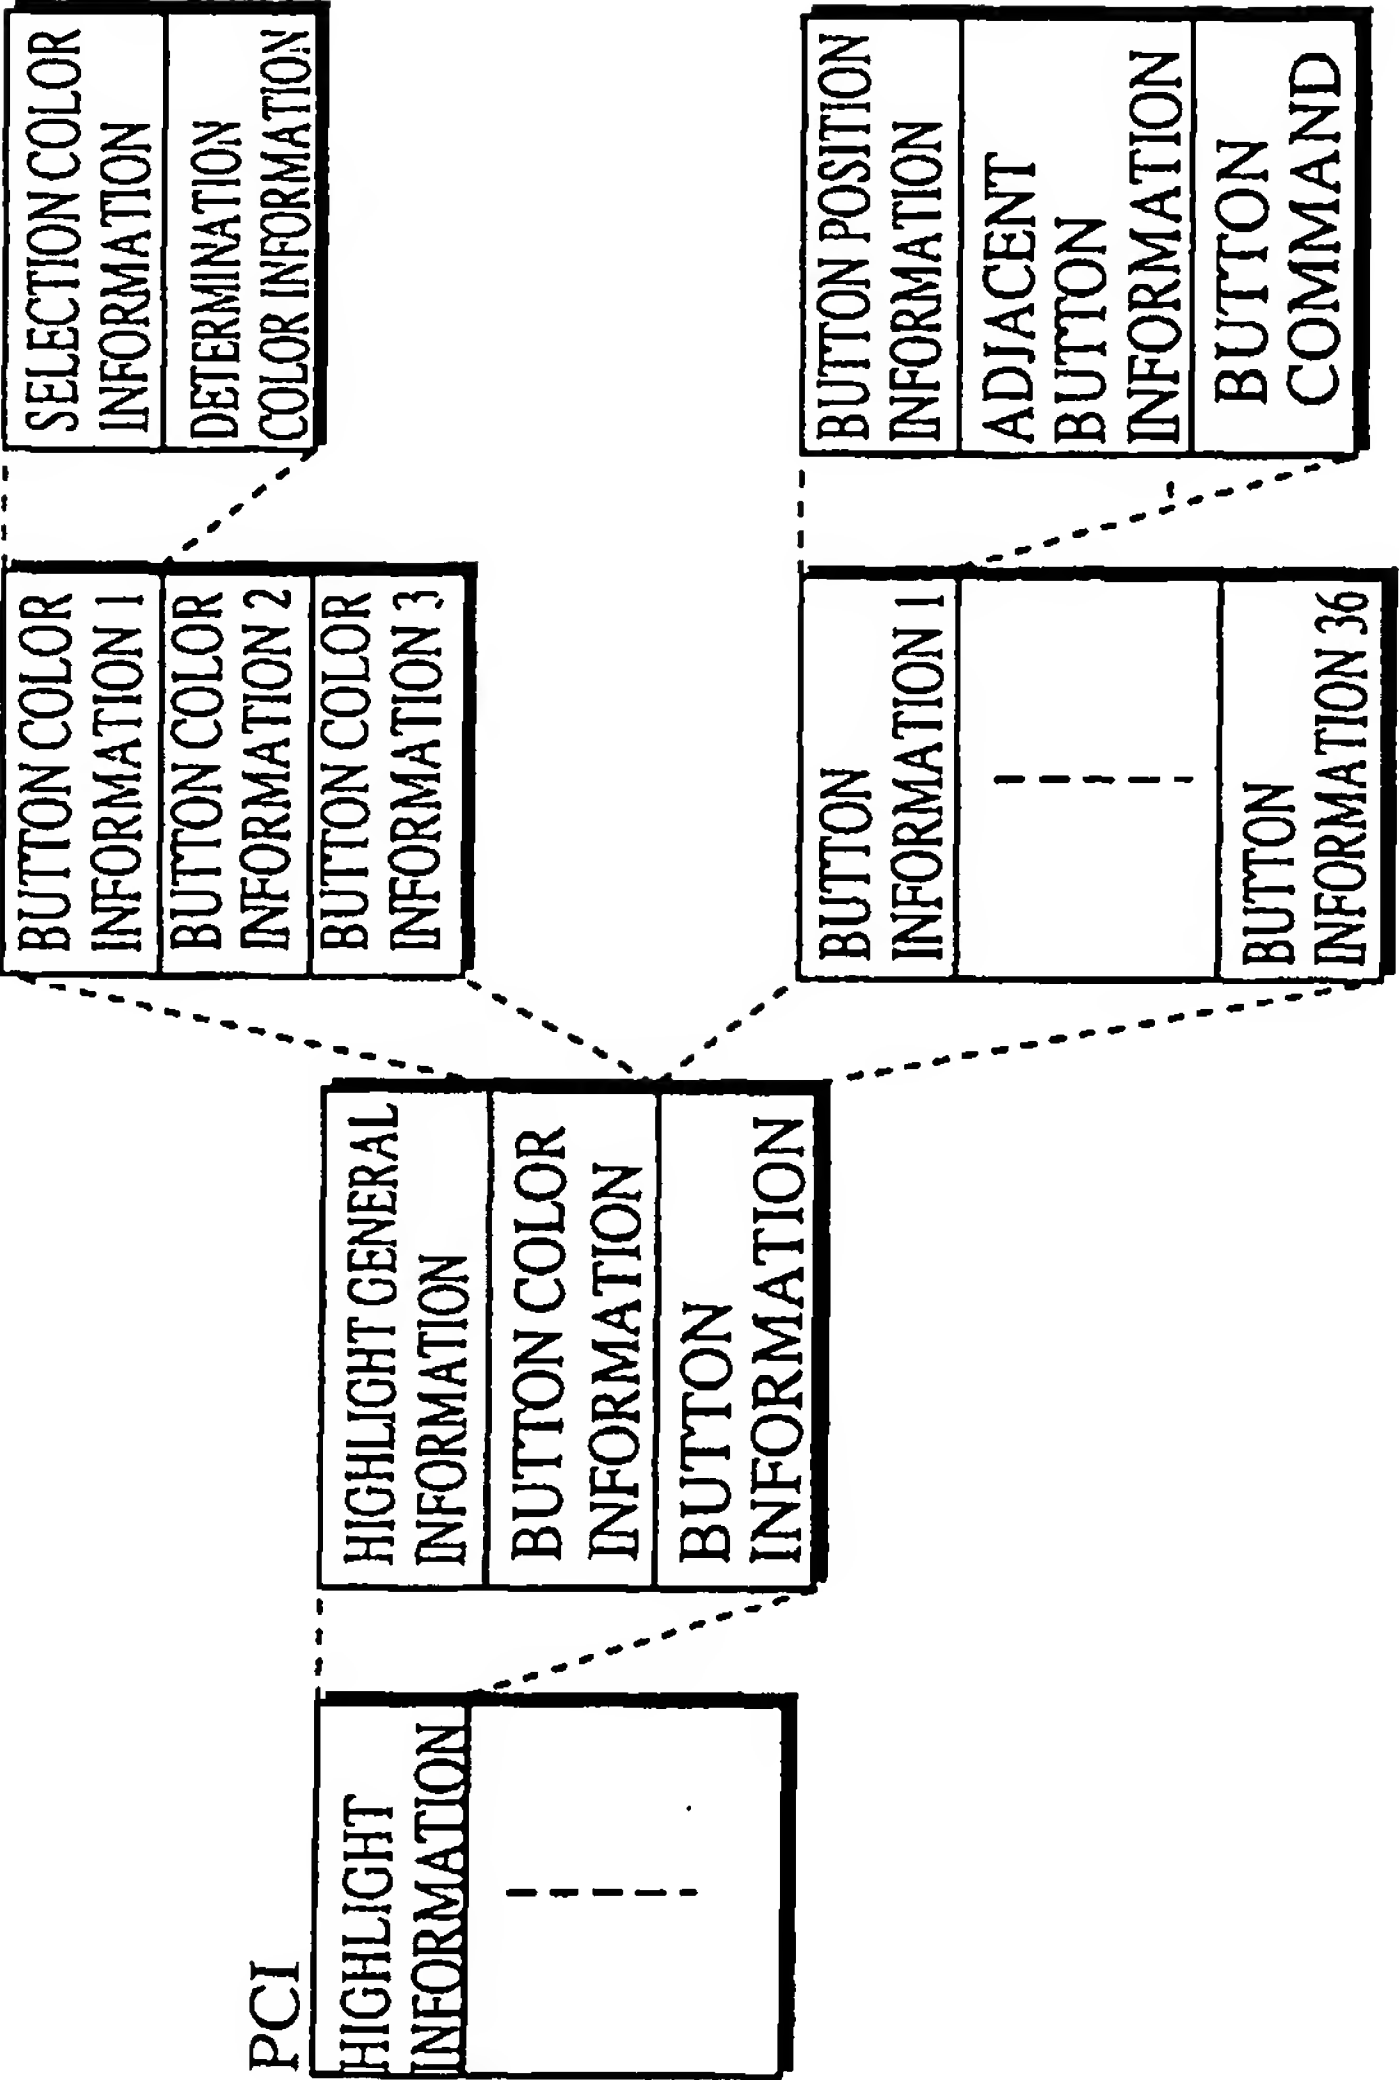 PCI
HIGHLIGHT
INFORMATION
HIGHLIGHT GENERAL
INFORMATION
BUTTON COLOR
INFORMATION
BUTTON
INFORMATION
BUTTON COLOR
INFORMATION 1
BUTTON COLOR
INFORMATION 2
BUTTON COLOR
INFORMATION 3
SELECTION COLOR
INFORMATION
DETERMINATION
COLOR INFORMATION
BUTTON
INFORMATION 1
BUTTON
INFORMATION 36
BUTTON POSITION
INFORMATION
ADJACENT
BUTTON
INFORMATION
BUTTON
COMMAND